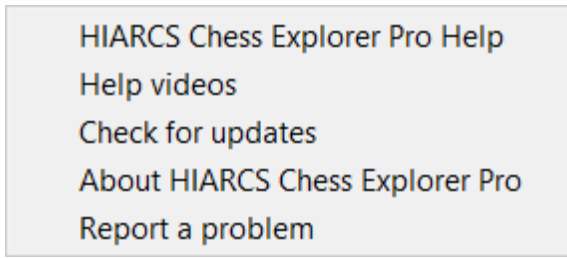 HIARCS Chess Explorer Pro Help
Help videos
Check for updates
About HIARCS Chess Explorer Pro
Report a problem